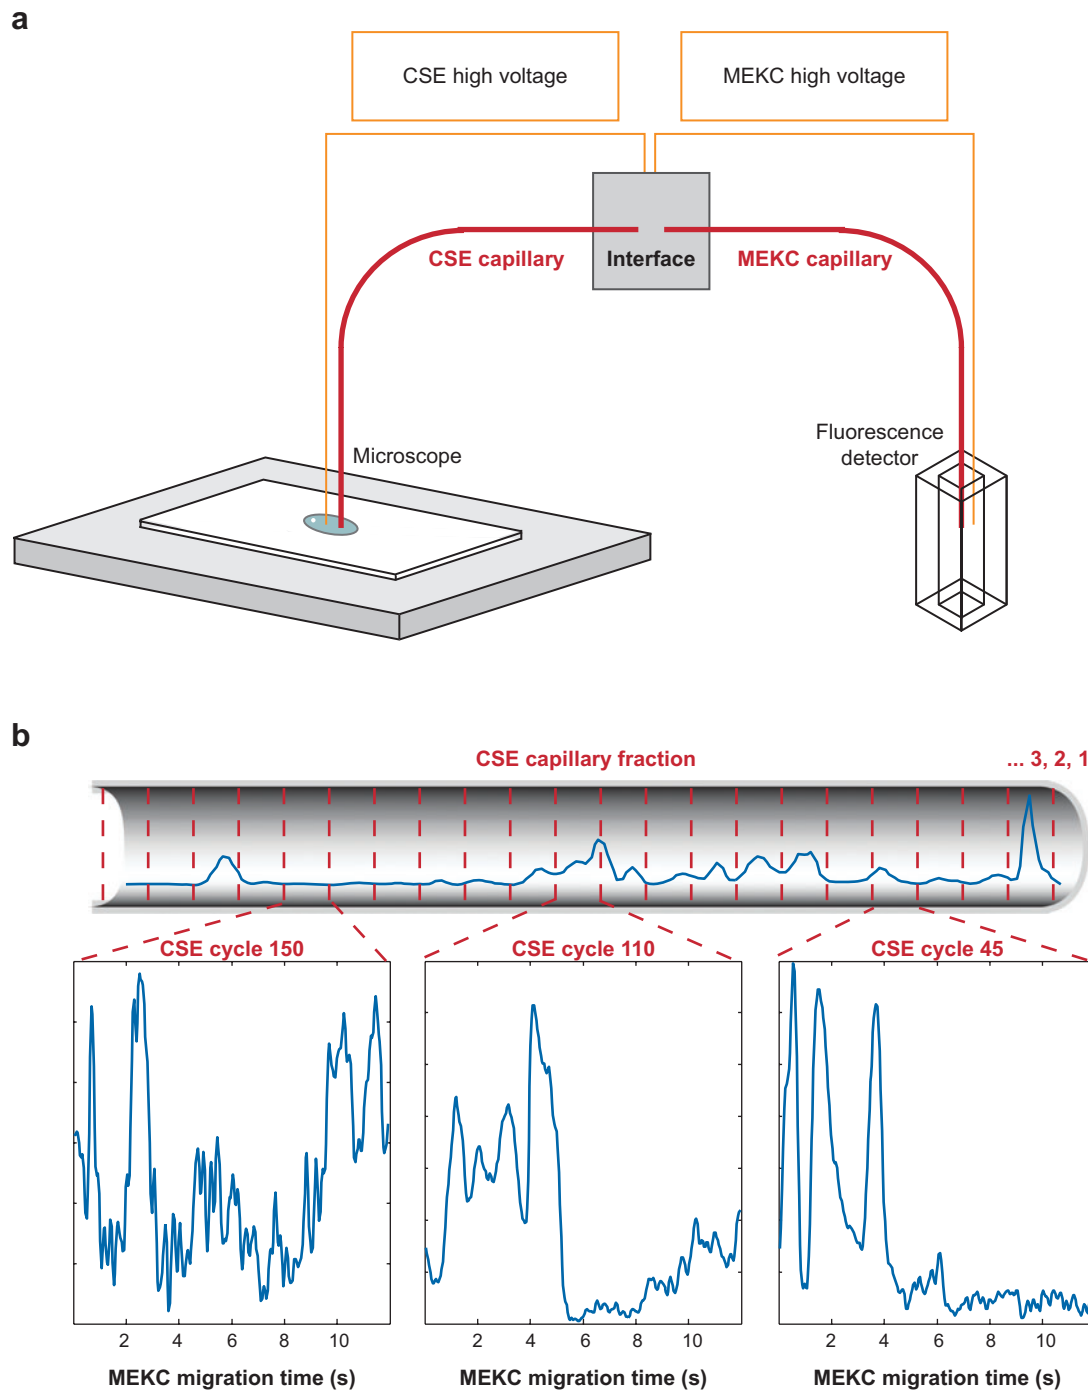 a
CSE high voltage
MEKC high voltage
CSE capillary
Interface
MEKC capillary
Microscope
Fluorescence
detector
b
CSE capillary fraction
... 3, 2, 1
CSE cycle 150
CSE cycle 110
CSE cycle 45
2 4 6 8 10
2 4 6 8 10
2 4 6 8 10
MEKC migration time (s)
MEKC migration time (s)
MEKC migration time (s)